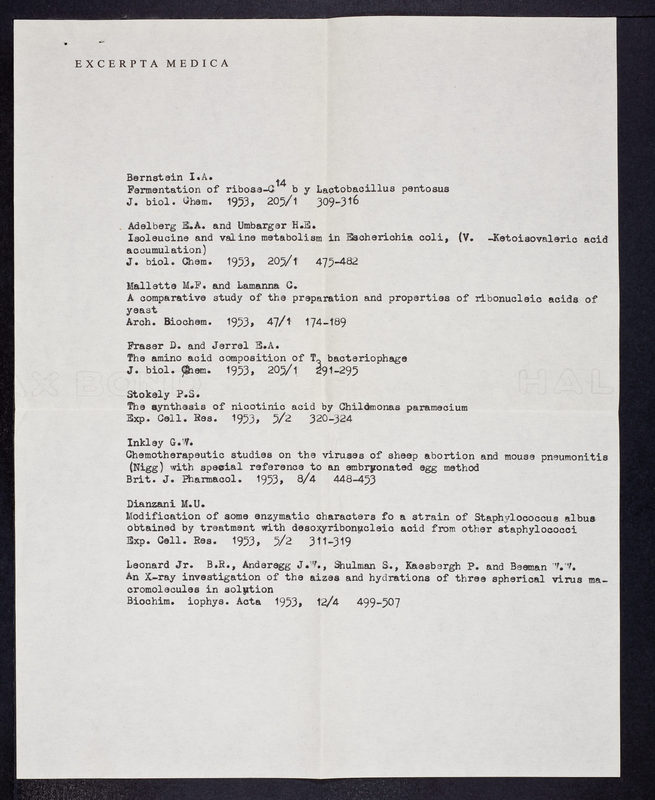 EXCERPTA MEDICA
Bernstein I.A.
Fermentation of ribose-C14 b y Lactobacillus pentosus
J. biol. Chem. 1953, 205/1 309-316
Adelberg E.A. and Umbarger H.E.
Isoleucine and valine metabolism in Escherichia coli, (V. -Ketoisovaleric acid
accumulation)
J. biol. Chem. 1953, 205/1 475-482
Mallette M.F. and Lamanna C.
A comparative study of the preparation and properties of ribonucleic acids of
yeast
Arch. Biochem. 1953, 47/1 174-189
Fraser D. and Jerrel E.A.
The amino acid composition of T3 bacteriophage
J. biol. Chem. 1953, 205/1 291-295
Stokely P.S.
The synthesis of nicotinic acid by Chilomonas paramecium
Exp. Cell. Res. 1953, 5/2 320-324
Inkley G.W.
Chemotherapeutic studies on the viruses of sheep abortion and mouse pneumonitis
(Nigg) with special reference to an embryonated egg method
Brit. J. Pharmacol. 1953, 8/4 448-453
Dianzani M.U.
Modification of some enzymatic characters fo a strain of Staphylococcus albus
obtained by treatment with desoxyribonucleic acid from other staphylococci
Exp. Cell. Res. 1953, 5/2 311-319
Leonard Jr. B.R., Anderegg J.W., Shulman S., Kaesbergh P. and Beeman W.W.
An X-ray investigation of the aizes and hydrations of three spherical virus ma-
cromolecules in solution
Biochim. iophys. Acta 1953, 12/4 499-507